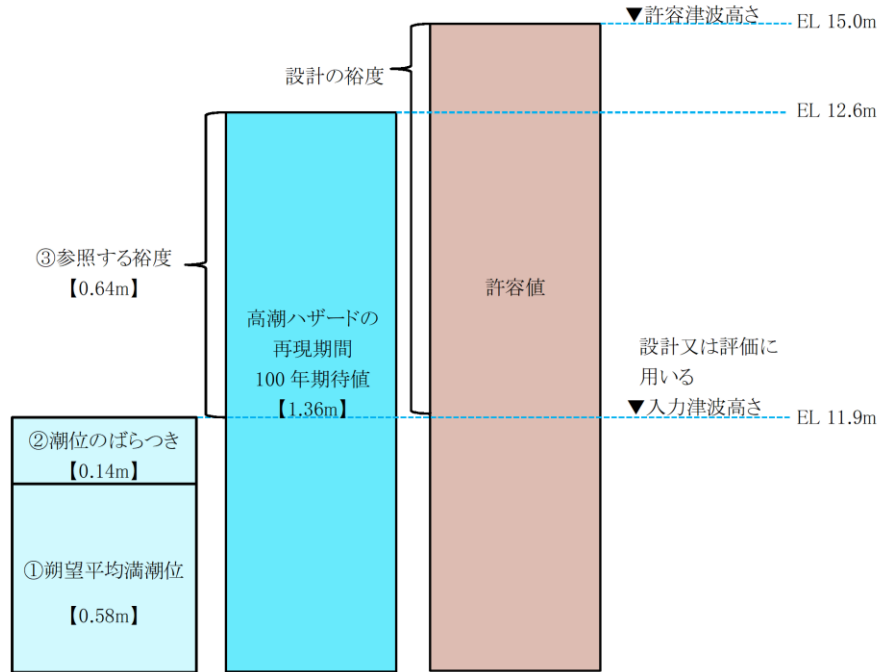 ▼許容津波高さ
EL 15.0m
設計の裕度
EL 12.6m
③参照する裕度
【0.64m】
高潮ハザードの
再現期間
100 年期待値
【1.36m】
許容値
設計又は評価に
用いる
▼入力津波高さ
EL 11.9m
②潮位のばらつき
【0.14m】
①朔望平均満潮位
【0.58m】